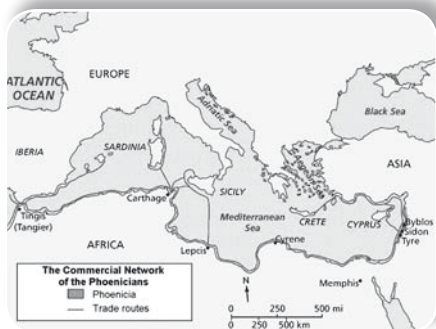 ATLANTIC
OCEAN
EUROPE
Black Sea
Adriatic Sea
Aegean Sea
IBERIA
SARDINIA
ASIA
SICILY
Carthage
Tingis
(Tangier)
Mediterranean
Sea
CRETE
CYPRUS
Byblos
Sidon
Tyre
AFRICA
Lepcis
Cyrene
Memphis
The Commercial Network
of the Phoenicians
Phoenicia
Trade routes
N
0 250 500 mi
0 250 500 km